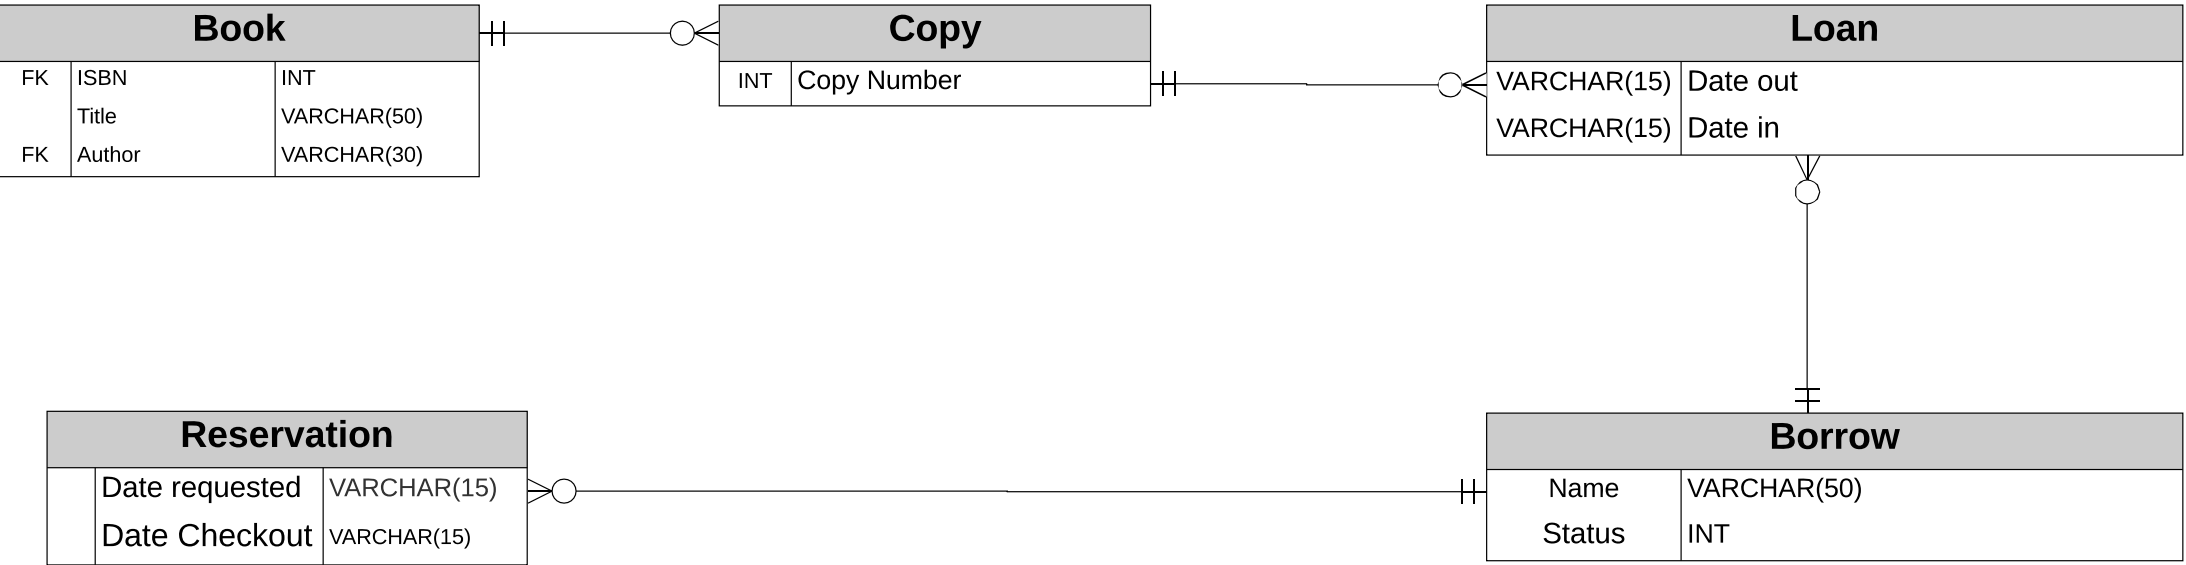 Book
FK ISBN INT
Title VARCHAR(50)
FK Author VARCHAR(30)
Copy
INT Copy Number
Loan
VARCHAR(15) Date out
VARCHAR(15) Date in
Reservation
Date requested VARCHAR(15)
Date Checkout VARCHAR(15)
Borrow
Name VARCHAR(50)
Status INT